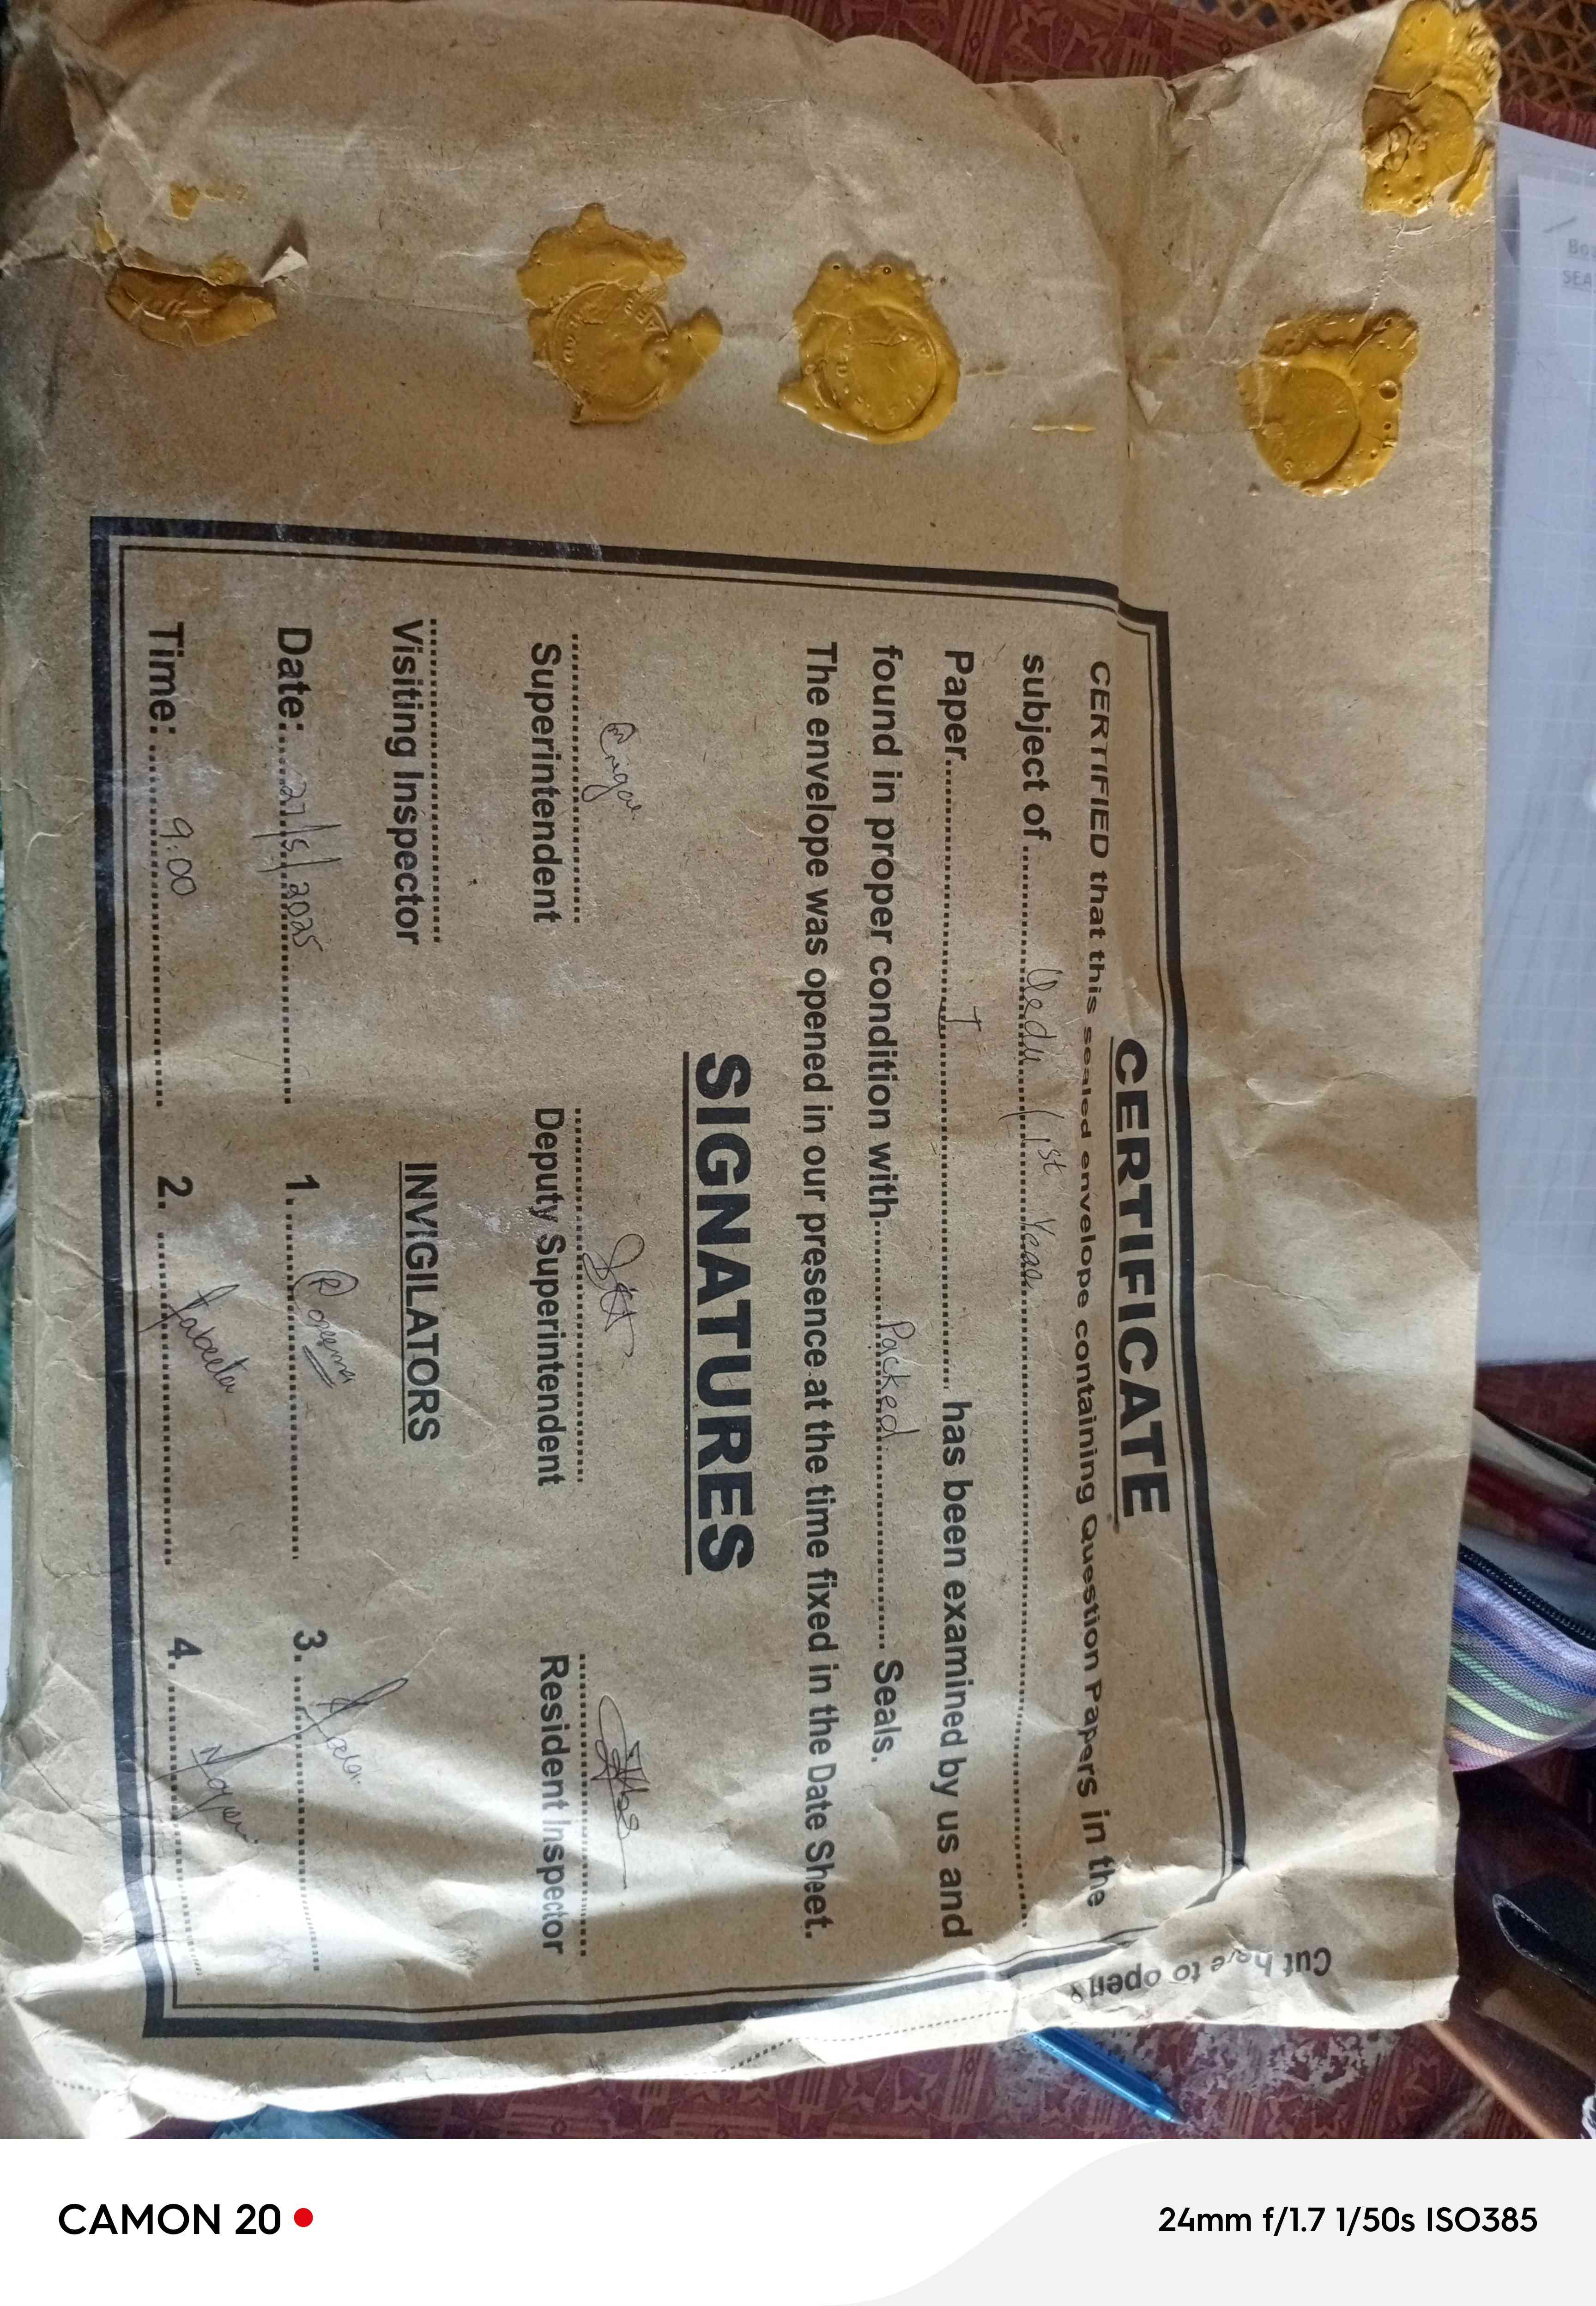 CERTIFICATE
CERTIFIED that this sealed envelope containing Question Papers in the
subject of Urdu 1st Year
Paper I has been examined by us and
found in proper condition with Packed Seals.
The envelope was opened in our presence at the time fixed in the Date Sheet.
SIGNATURES
Superintendent Deputy Superintendent Resident Inspector
Visiting Inspector INVIGILATORS
Date: 27/5/2025 1. 3.
Time: 9:00 2. 4.
Cut here to open
CAMON 20 24mm f/1.7 1/50s ISO385